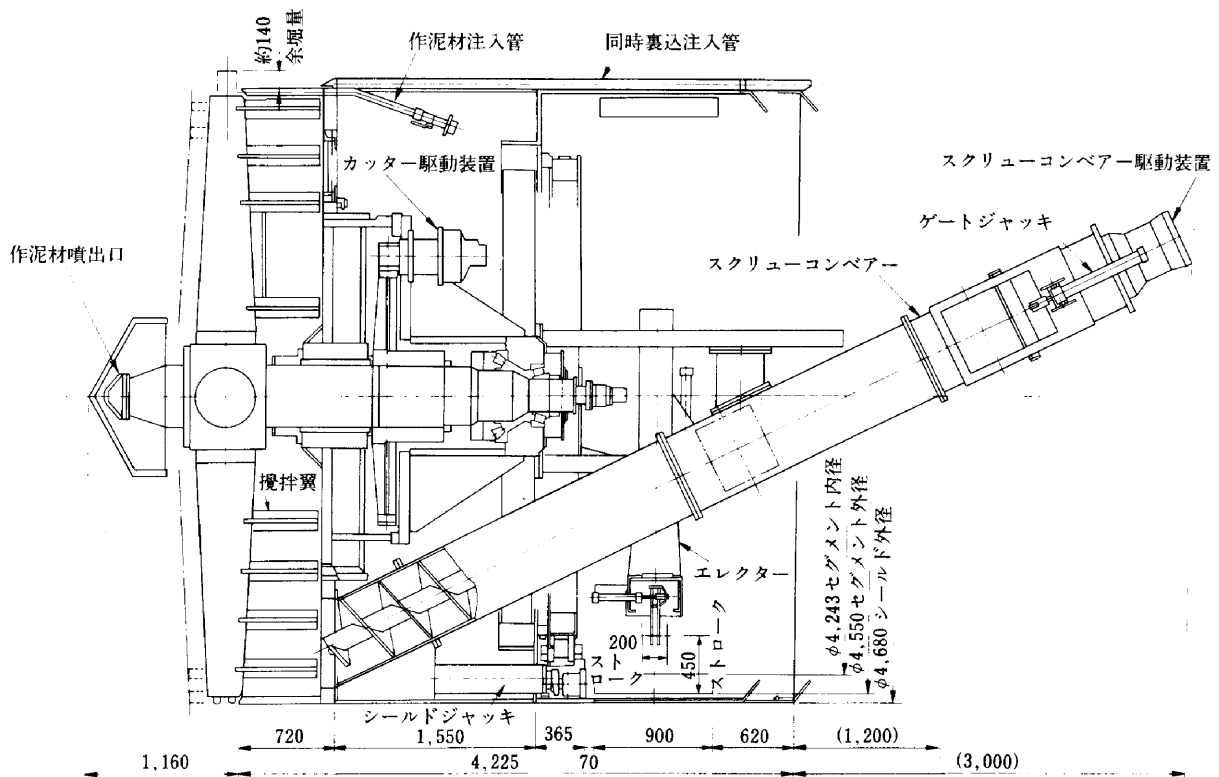 約140
余堀量
作泥材注入管
同時裏込注入管
カッター駆動装置
スクリューコンベアー駆動装置
ゲートジャッキ
作泥材噴出口
スクリューコンベアー
攪拌翼
エレクター
φ4,243セグメント内径
φ4,550セグメント外径
φ4,680シールド外径
200
ストローク
450
ストローク
シールドジャッキ
720
1,550
365
900
620
(1,200)
1,160
4,225
70
(3,000)